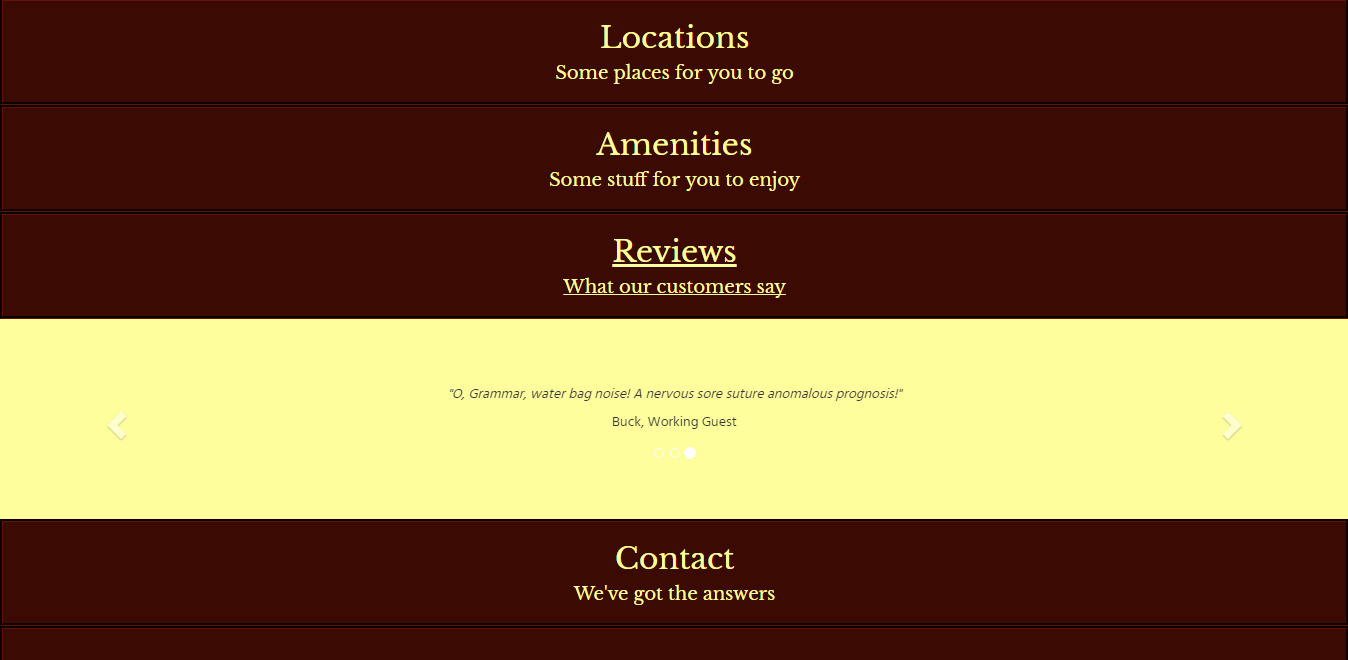 Locations
Some places for you to go
Amenities
Some stuff for you to enjoy
Reviews
What our customers say
"O, Grammar, water bag noise! A nervous sore suture anomalous prognosis!"
Buck, Working Guest
Contact
We've got the answers